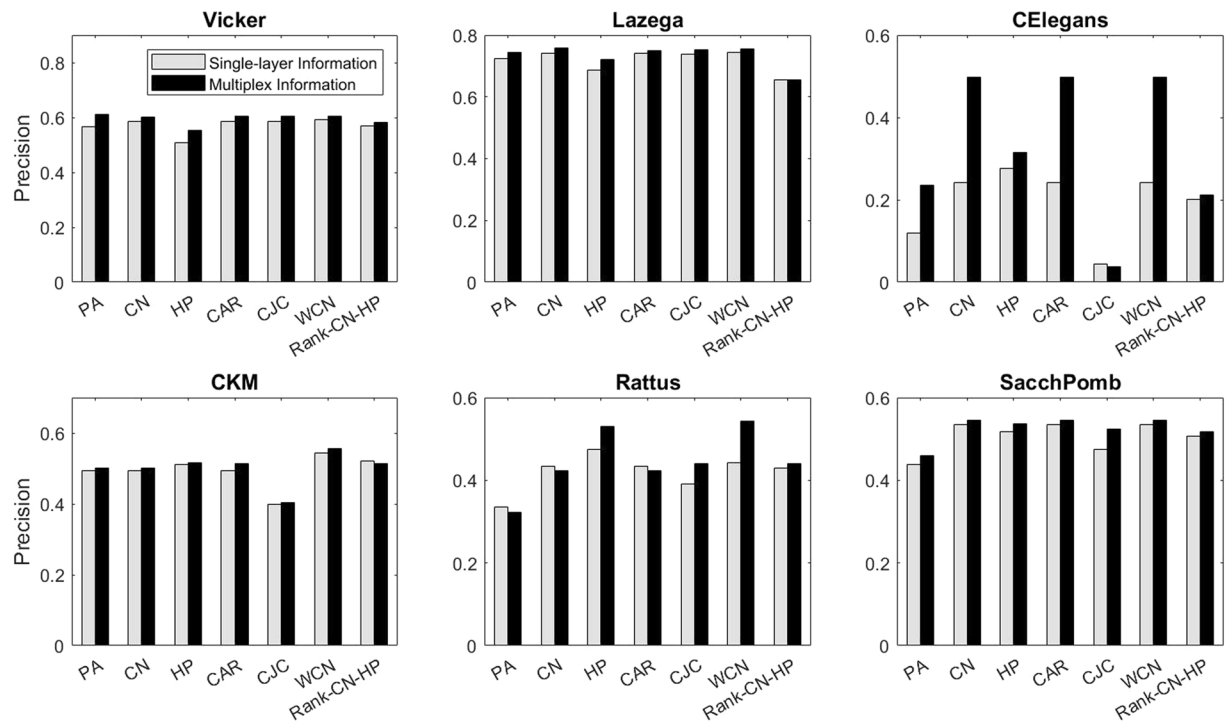 Vicker
Precision
0.8
0.6
0.4
0.2
0
Single-layer Information
Multiplex Information
PA
CN
HP
CAR
CJC
WCN
Rank-CN-HP
Lazega
0.8
0.6
0.4
0.2
0
PA
CN
HP
CAR
CJC
WCN
Rank-CN-HP
CElegans
0.6
0.4
0.2
0
PA
CN
HP
CAR
CJC
WCN
Rank-CN-HP
CKM
Precision
0.6
0.4
0.2
0
PA
CN
HP
CAR
CJC
WCN
Rank-CN-HP
Rattus
0.6
0.4
0.2
0
PA
CN
HP
CAR
CJC
WCN
Rank-CN-HP
SacchPomb
0.6
0.4
0.2
0
PA
CN
HP
CAR
CJC
WCN
Rank-CN-HP